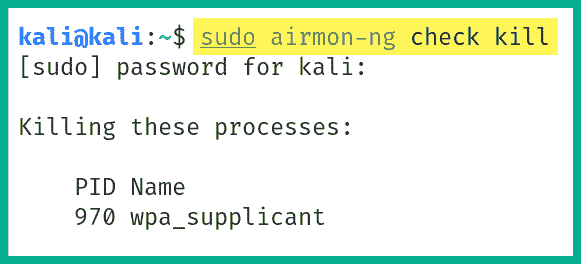 kali@kali:~$ sudo airmon-ng check kill
[sudo] password for kali:
Killing these processes:
PID Name
970 wpa_supplicant